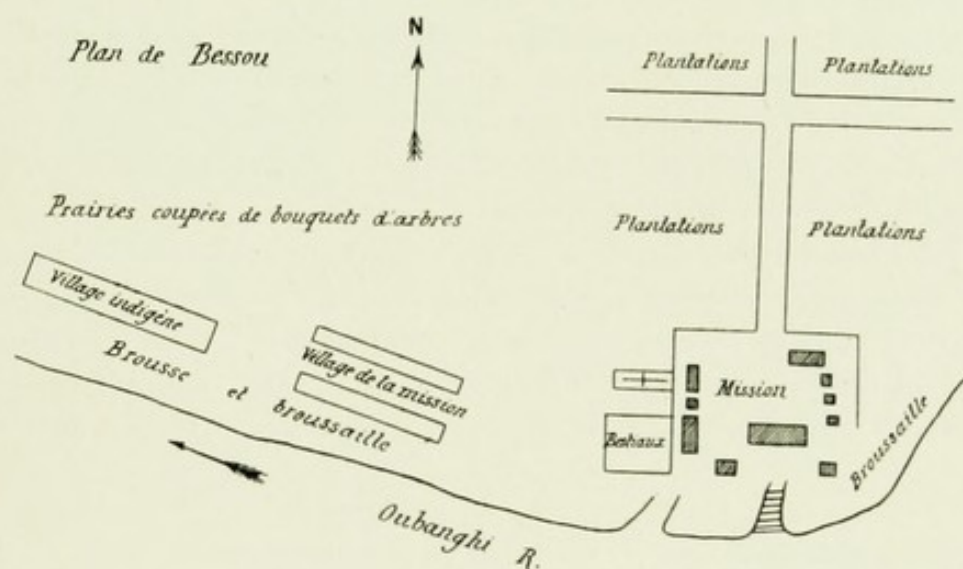 Plan de Bessou
N
Plantations
Plantations
Prairies coupées de bouquets d'arbres
Plantations
Plantations
Village indigène
Brousse et broussaille
Village de la mission
Mission
Bestiaux
Broussaille
Oubanghi R.